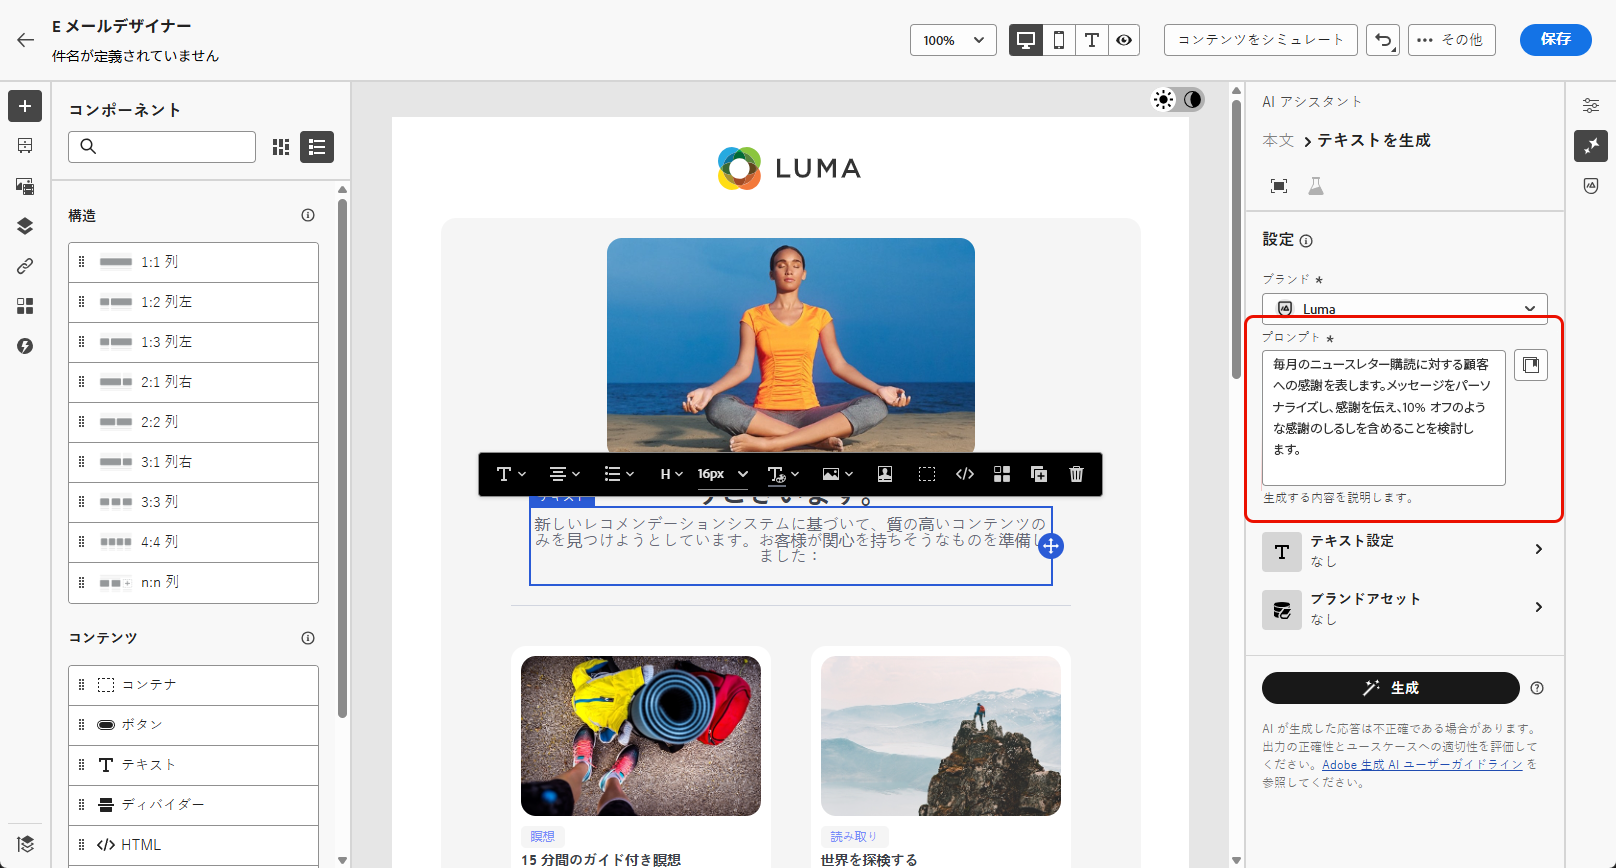 E メールデザイナー
件名が定義されていません
100%
コンテンツをシミュレート
その他
保存
コンポーネント
構造
1:1 列
1:2 列左
1:3 列左
2:1 列右
2:2 列
3:1 列右
3:3 列
4:4 列
n:n 列
コンテンツ
コンテナ
ボタン
テキスト
ディバイダー
HTML
LUMA
H
16px
新しいレコメンデーションシステムに基づいて、質の高いコンテンツの
みを見つけようとしています。お客様が関心を持ちそうなものを準備し
ました：
瞑想
15 分間のガイド付き瞑想
読み取り
世界を探検する
AI アシスタント
本文 > テキストを生成
設定
ブランド *
Luma
プロンプト *
毎月のニュースレター購読に対する顧客
への感謝を表します。メッセージをパーソ
ナライズし、感謝を伝え、10% オフのよう
な感謝のしるしを含めることを検討し
ます。
生成する内容を説明します。
テキスト設定
なし
ブランドアセット
なし
生成
AI が生成した応答は不正確である場合があります。
出力の正確性とユースケースへの適切性を評価して
ください。Adobe 生成 AI ユーザーガイドライン を
参照してください。